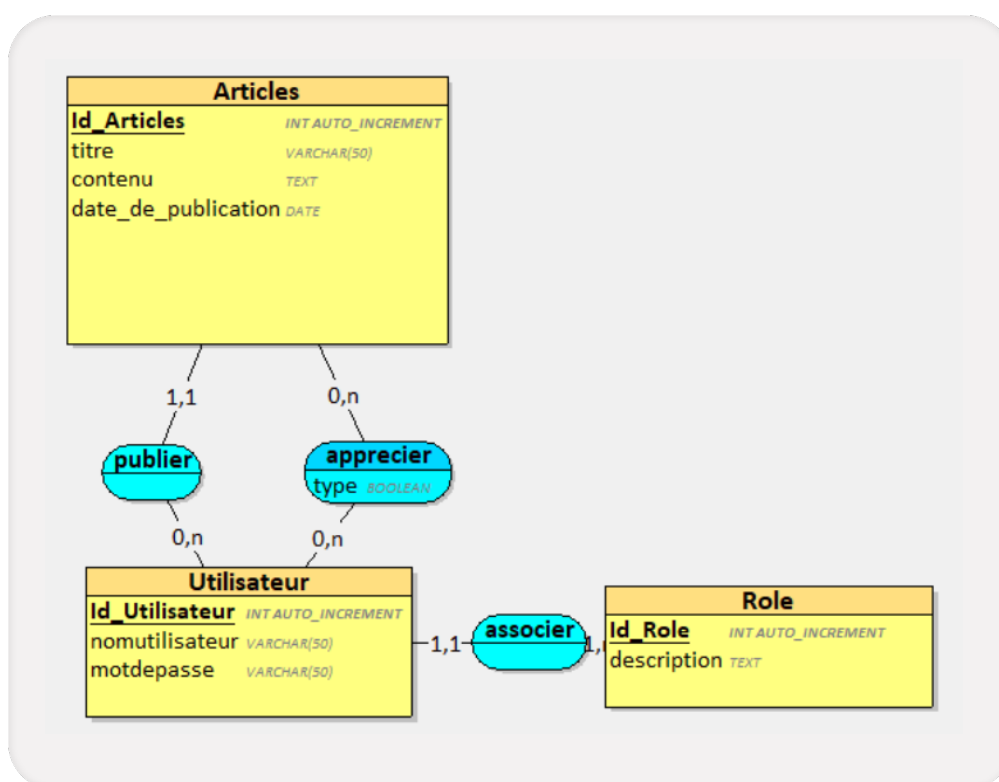 Articles
Id_Articles INT AUTO_INCREMENT
titre VARCHAR(50)
contenu TEXT
date_de_publication DATE
1,1 0,n
publier apprecier
type BOOLEAN
0,n 0,n
Utilisateur
Id_Utilisateur INT AUTO_INCREMENT
nomutilisateur VARCHAR(50)
motdepasse VARCHAR(50)
1,1 associer
Role
Id_Role INT AUTO_INCREMENT
description TEXT